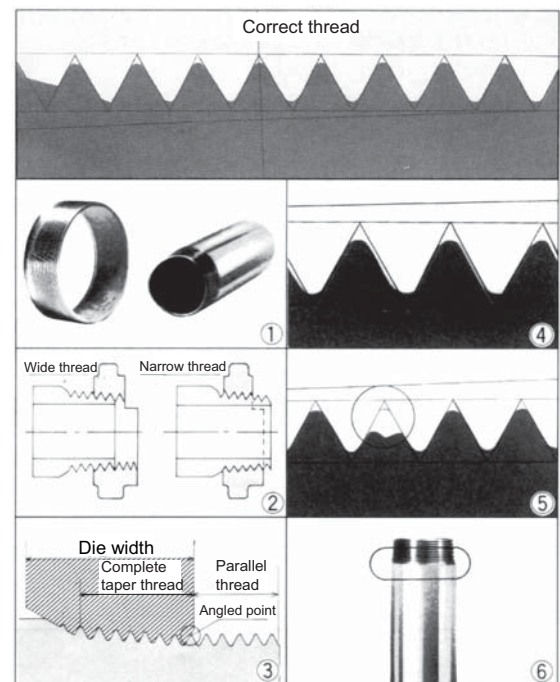 Correct thread
①
④
Wide thread
Narrow thread
②
⑤
Die width
Complete
taper thread
Parallel
thread
Angled point
③
⑥